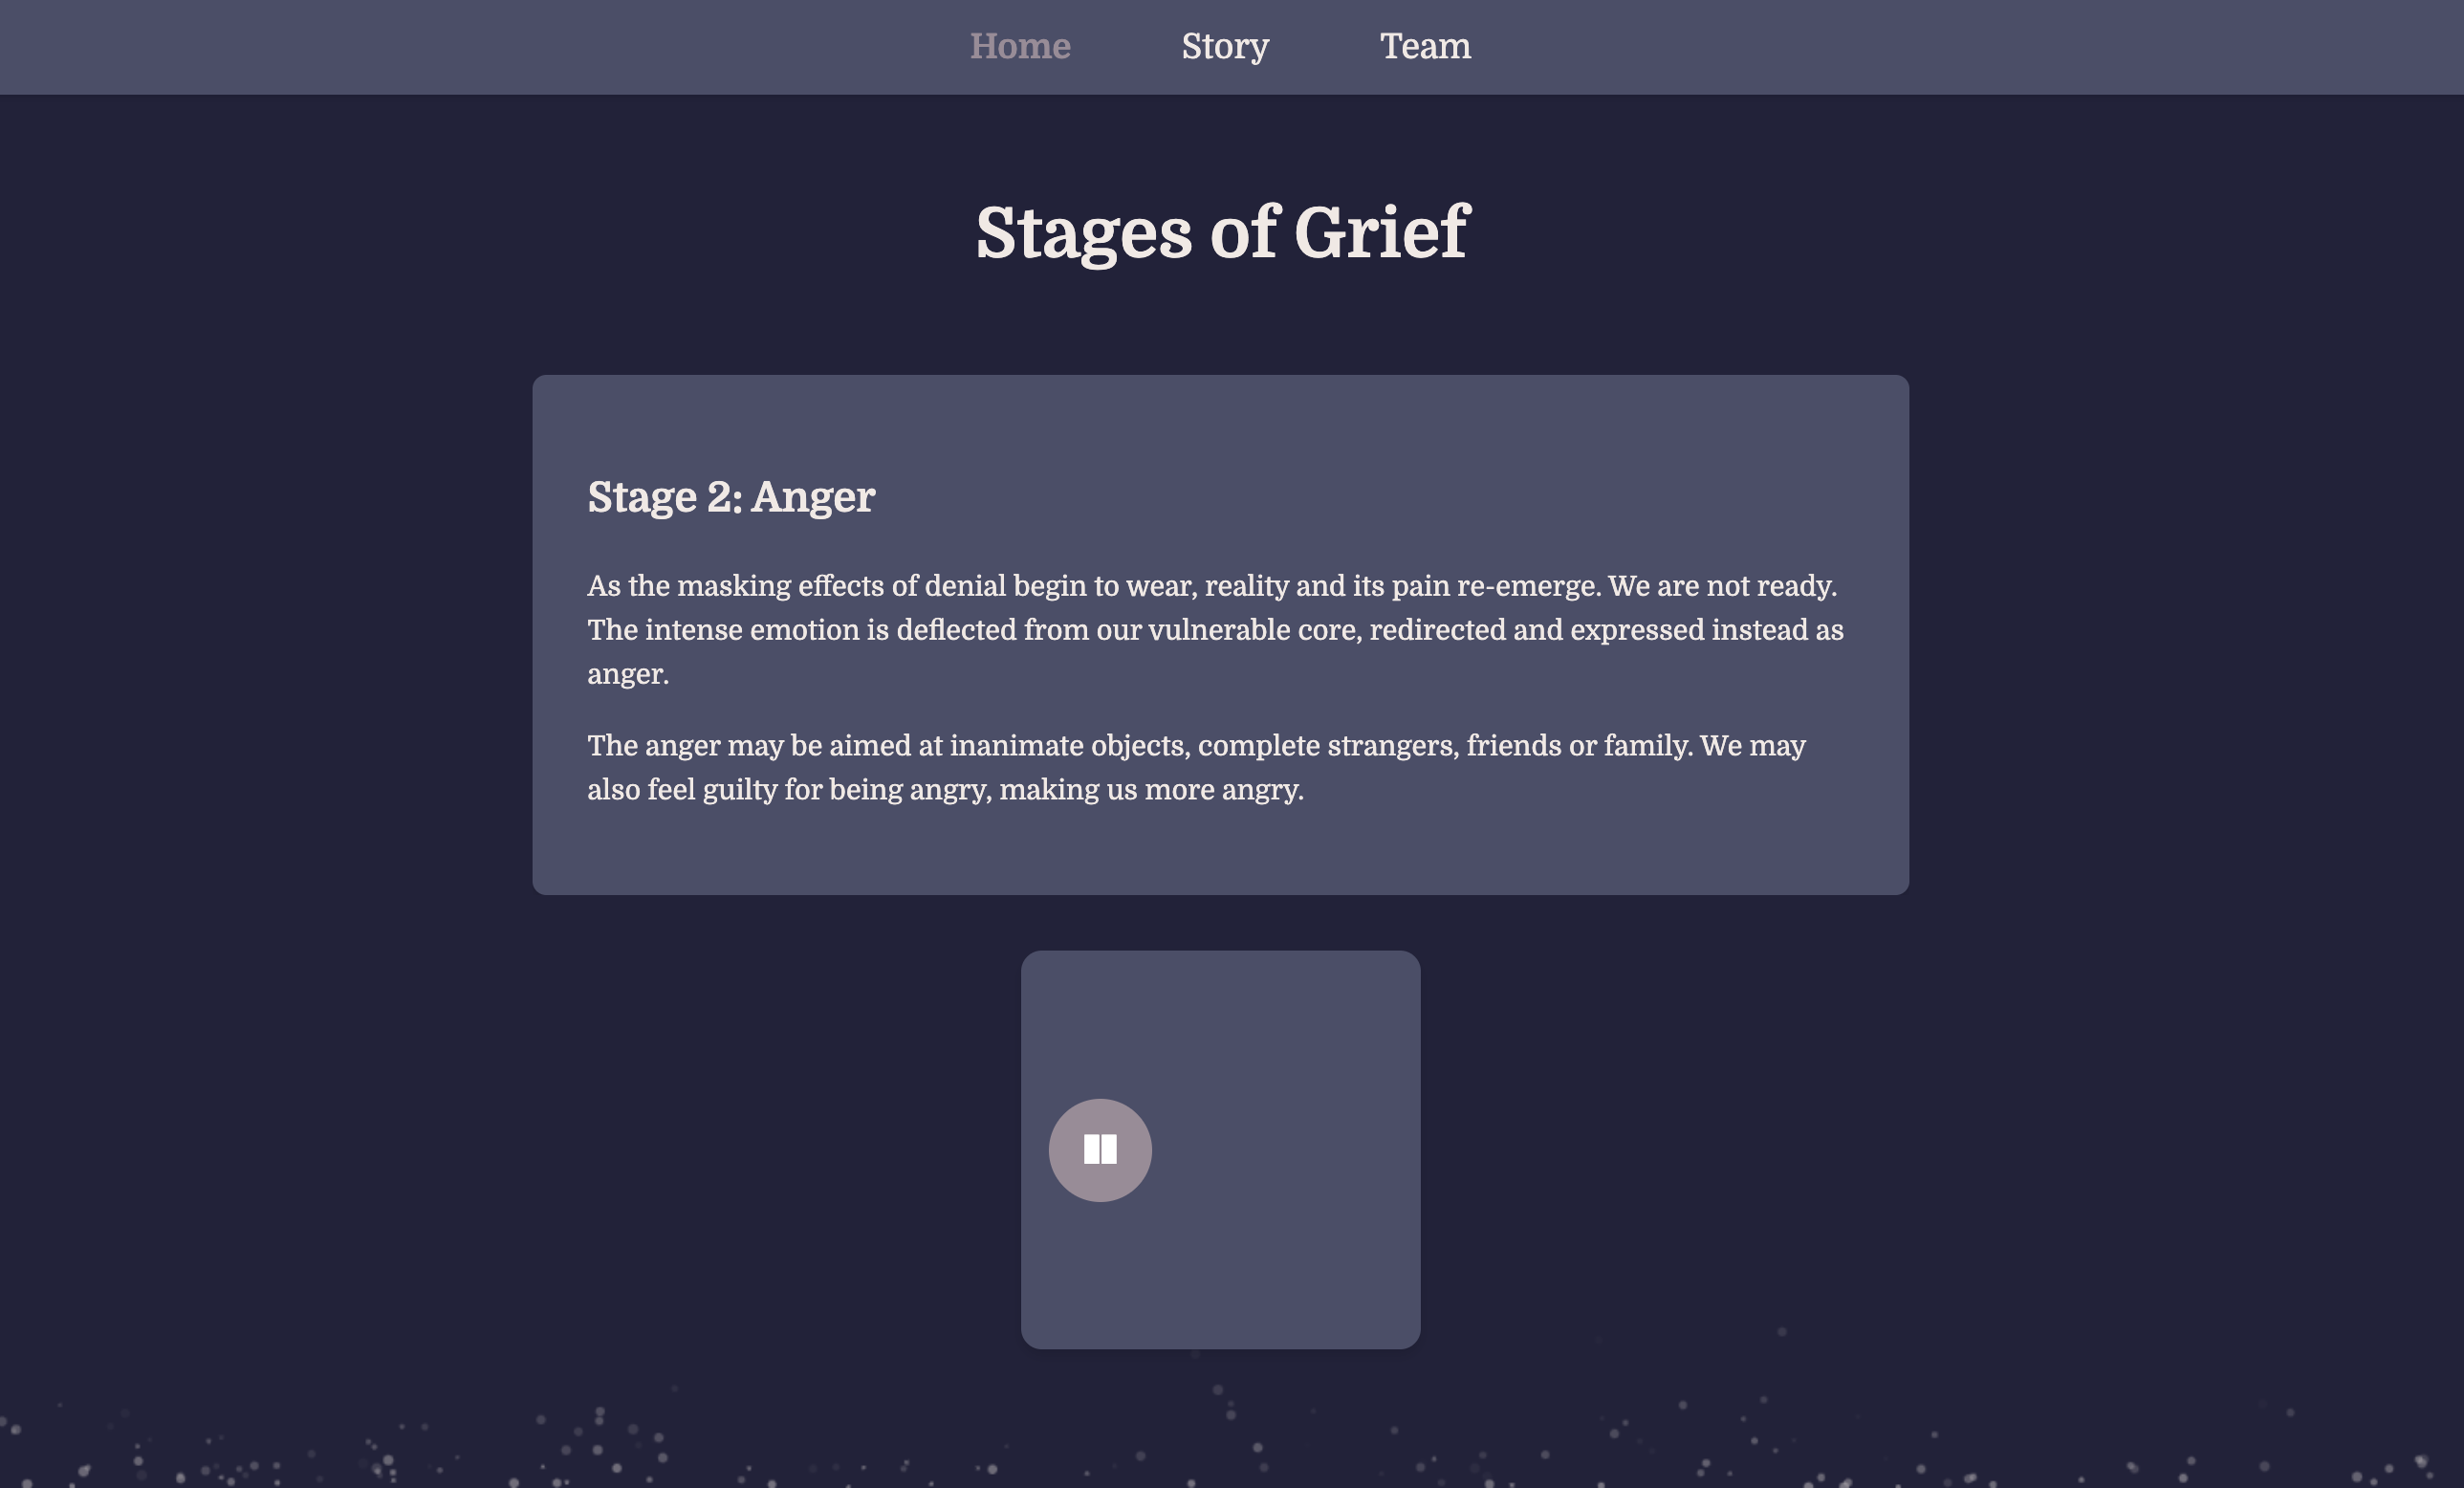 Home Story Team
Stages of Grief
Stage 2: Anger
As the masking effects of denial begin to wear, reality and its pain re-emerge. We are not ready.
The intense emotion is deflected from our vulnerable core, redirected and expressed instead as
anger.
The anger may be aimed at inanimate objects, complete strangers, friends or family. We may
also feel guilty for being angry, making us more angry.